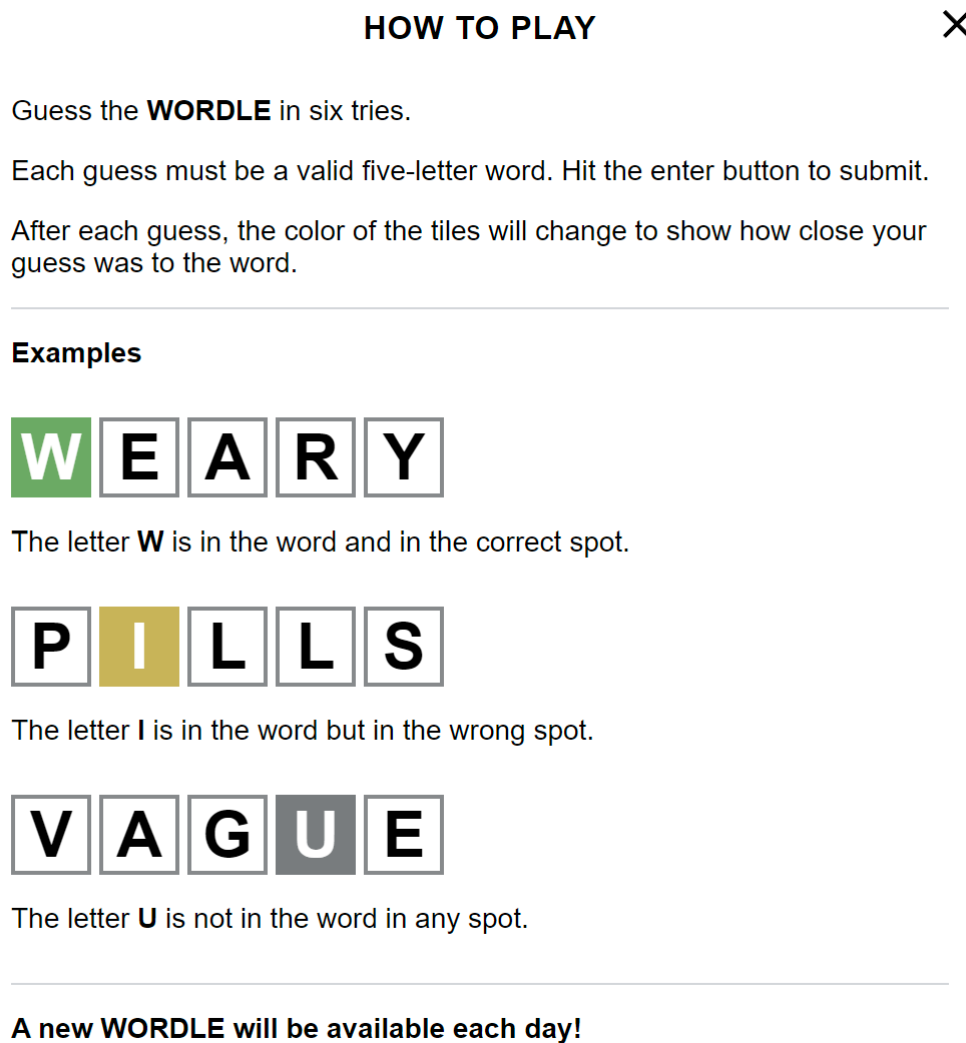 HOW TO PLAY
Guess the WORDLE in six tries.
Each guess must be a valid five-letter word. Hit the enter button to submit.
After each guess, the color of the tiles will change to show how close your
guess was to the word.
Examples
W E A R Y
The letter W is in the word and in the correct spot.
P I L L S
The letter I is in the word but in the wrong spot.
V A G U E
The letter U is not in the word in any spot.
A new WORDLE will be available each day!